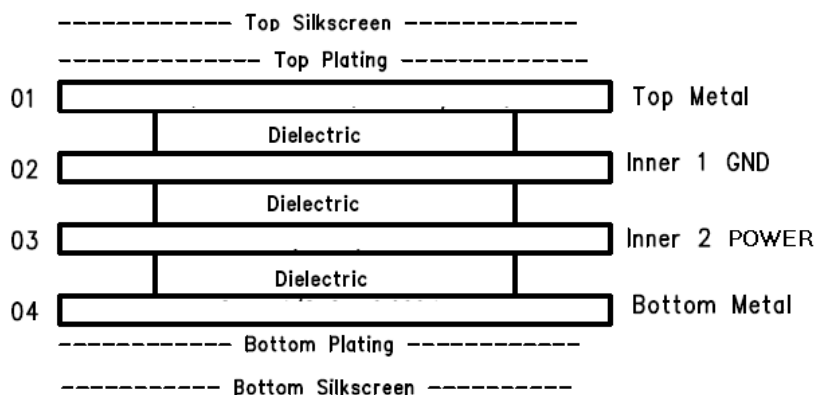 Top Silkscreen
Top Plating
01 Top Metal
Dielectric
02 Inner 1 GND
Dielectric
03 Inner 2 POWER
Dielectric
04 Bottom Metal
Bottom Plating
Bottom Silkscreen